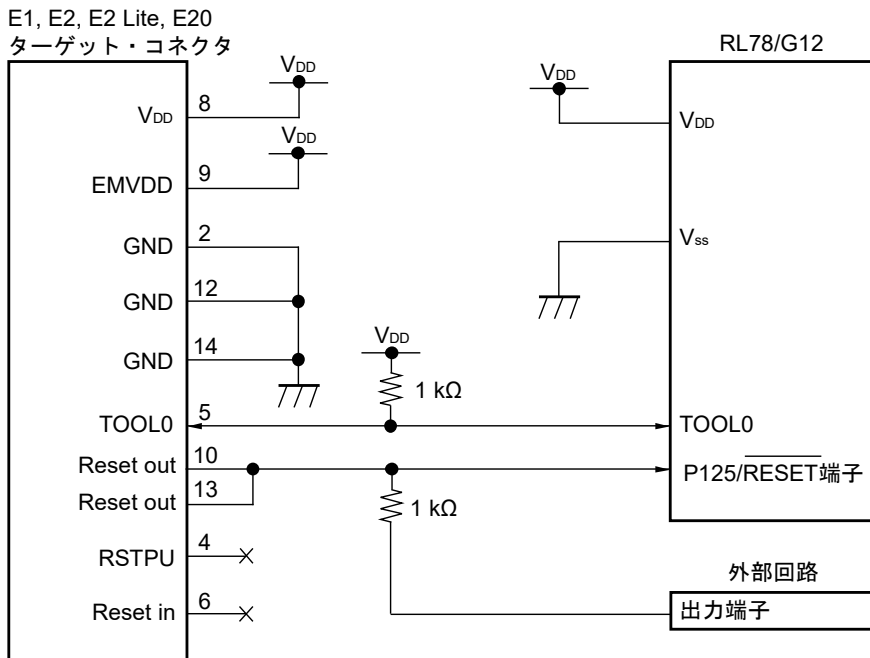 E1, E2, E2 Lite, E20
ターゲット・コネクタ
VDD
8
VDD
EMVDD
9
VDD
GND
2
GND
12
GND
14
VDD
1 kΩ
TOOL0
5
Reset out
10
Reset out
13
1 kΩ
RSTPU
4
Reset in
6
RL78/G12
VDD
VDD
Vss
TOOL0
P125/RESET端子
外部回路
出力端子